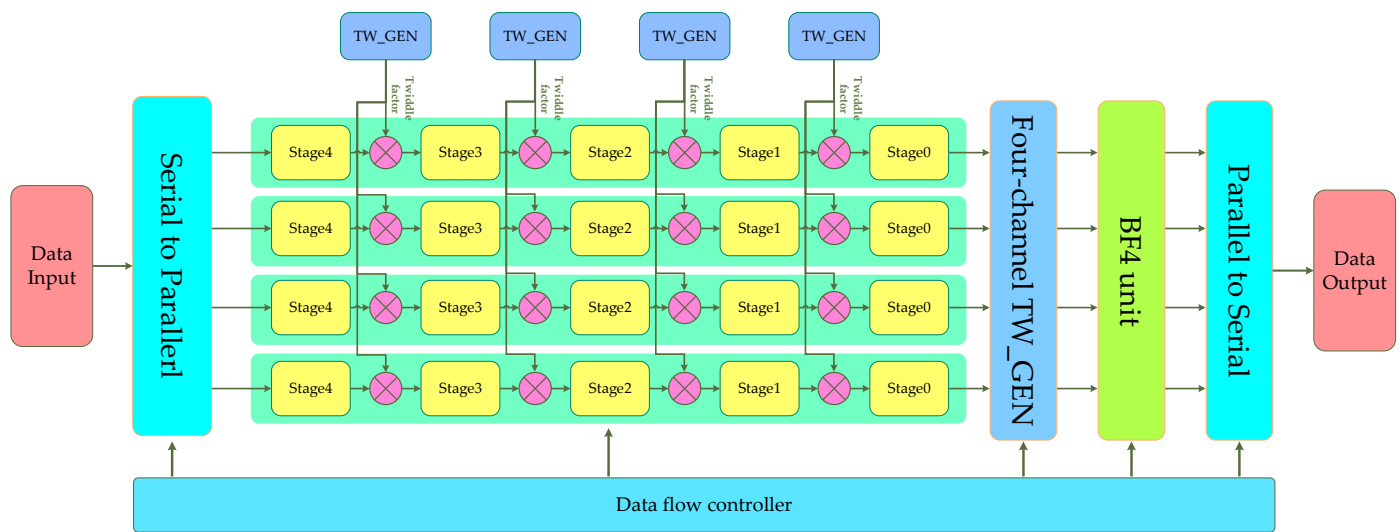 TW_GEN
TW_GEN
TW_GEN
TW_GEN
Twiddle
factor
Twiddle
factor
Twiddle
factor
Twiddle
factor
Data
Input
Serial to Parallerl
Stage4
Stage3
Stage2
Stage1
Stage0
Stage4
Stage3
Stage2
Stage1
Stage0
Stage4
Stage3
Stage2
Stage1
Stage0
Stage4
Stage3
Stage2
Stage1
Stage0
Four-channel TW_GEN
BF4 unit
Parallel to Serial
Data
Output
Data flow controller